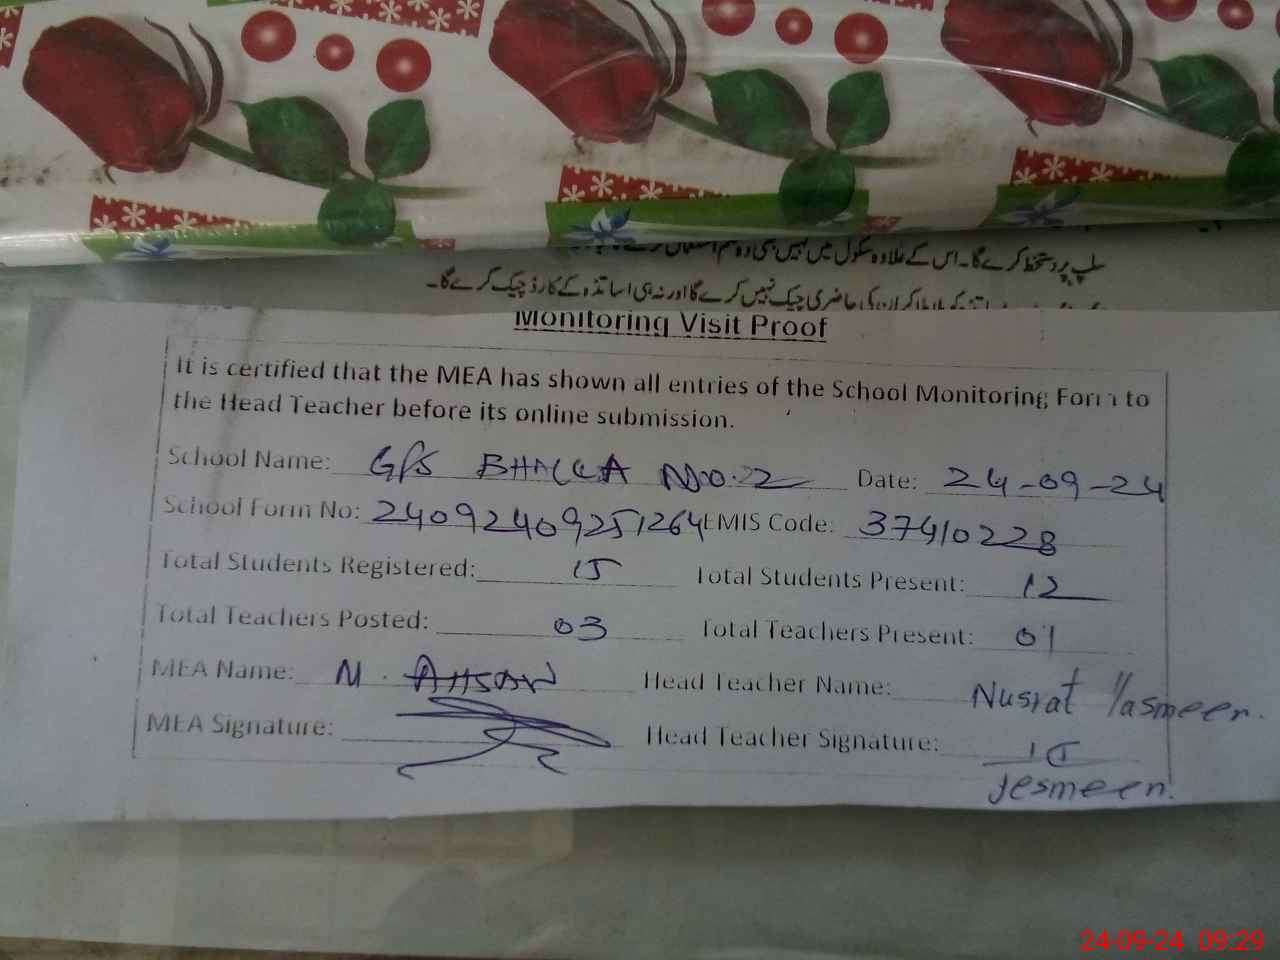 سلپ پر دستخط کرے گا۔ اس کے علاوہ سکول میں کہیں بھی
کی حاضری چیک نہیں کرے گا اور نہ ہی اساتذہ کے کارڈ چیک کرے گا۔
Monitoring Visit Proof
It is certified that the MEA has shown all entries of the School Monitoring Form to
the Head Teacher before its online submission.
School Name: GPS BHALLA NO.2 Date: 24-09-24
School Form No: 24092409251264 EMIS Code: 37410228
Total Students Registered: 15 Total Students Present: 12
Total Teachers Posted: 03 Total Teachers Present: 01
MEA Name: M. AHSAN Head Teacher Name: Nusrat Yasmeen.
MEA Signature: Head Teacher Signature:
Jesmeen.
24-09-24 09:29